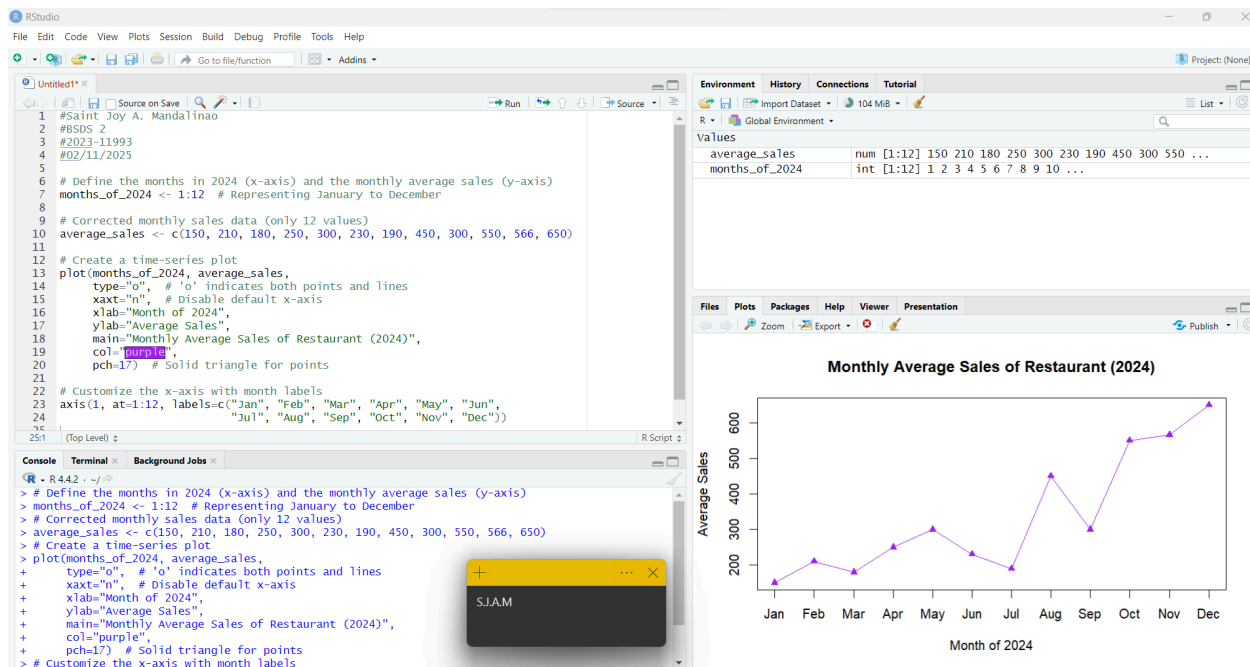 RStudio
File Edit Code View Plots Session Build Debug Profile Tools Help
Go to file/function
Addins
Project: (None)
Untitled1*
Source on Save
Run
Source
1 #Saint Joy A. Mandalinao
2 #BSDS 2
3 #2023-11993
4 #02/11/2025
5
6 # Define the months in 2024 (x-axis) and the monthly average sales (y-axis)
7 months_of_2024 <- 1:12  # Representing January to December
8
9 # Corrected monthly sales data (only 12 values)
10 average_sales <- c(150, 210, 180, 250, 300, 230, 190, 450, 300, 550, 566, 650)
11
12 # Create a time-series plot
13 plot(months_of_2024, average_sales,
14      type="o",  # 'o' indicates both points and lines
15      xaxt="n",  # Disable default x-axis
16      xlab="Month of 2024",
17      ylab="Average Sales",
18      main="Monthly Average Sales of Restaurant (2024)",
19      col="purple",
20      pch=17)  # Solid triangle for points
21
22 # Customize the x-axis with month labels
23 axis(1, at=1:12, labels=c("Jan", "Feb", "Mar", "Apr", "May", "Jun",
24                           "Jul", "Aug", "Sep", "Oct", "Nov", "Dec"))
25
25:1 (Top Level) R Script
Console Terminal Background Jobs
R 4.4.2 · ~/
> # Define the months in 2024 (x-axis) and the monthly average sales (y-axis)
> months_of_2024 <- 1:12  # Representing January to December
> # Corrected monthly sales data (only 12 values)
> average_sales <- c(150, 210, 180, 250, 300, 230, 190, 450, 300, 550, 566, 650)
> # Create a time-series plot
> plot(months_of_2024, average_sales,
+      type="o",  # 'o' indicates both points and lines
+      xaxt="n",  # Disable default x-axis
+      xlab="Month of 2024",
+      ylab="Average Sales",
+      main="Monthly Average Sales of Restaurant (2024)",
+      col="purple",
+      pch=17)  # Solid triangle for points
> # Customize the x-axis with month labels
S.J.A.M
Environment History Connections Tutorial
Import Dataset 104 MiB List
R Global Environment
Values
average_sales num [1:12] 150 210 180 250 300 230 190 450 300 550 ...
months_of_2024 int [1:12] 1 2 3 4 5 6 7 8 9 10 ...
Files Plots Packages Help Viewer Presentation
Zoom Export Publish
Monthly Average Sales of Restaurant (2024)
Average Sales
600
500
400
300
200
Jan Feb Mar Apr May Jun Jul Aug Sep Oct Nov Dec
Month of 2024